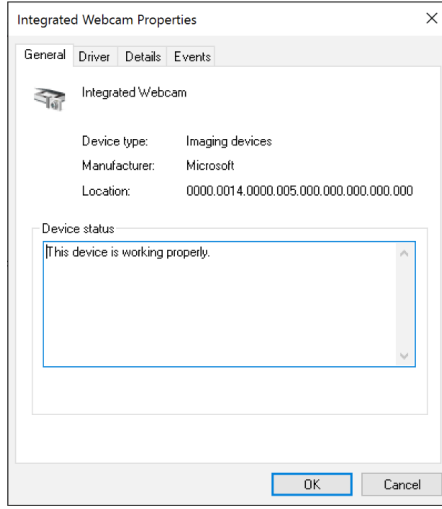 Integrated Webcam Properties
General Driver Details Events
Integrated Webcam
Device type: Imaging devices
Manufacturer: Microsoft
Location: 0000.0014.0000.005.000.000.000.000.000
Device status
This device is working properly.
OK Cancel